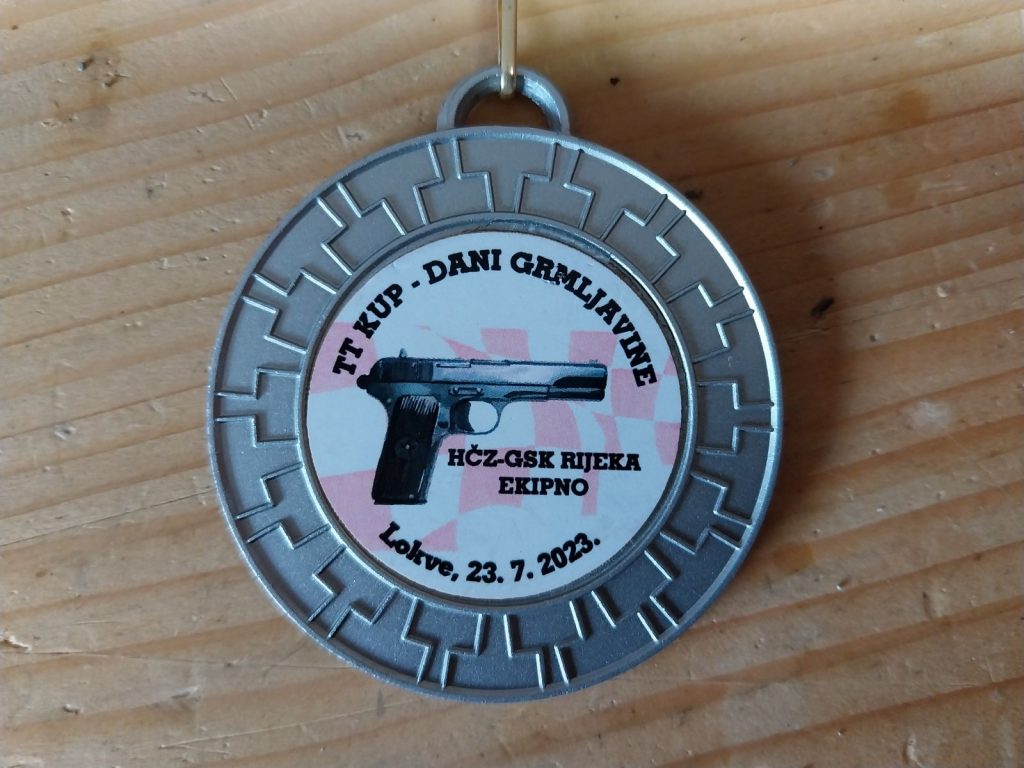 TT KUP - DANI GRMLJAVINE
HČZ-GSK RIJEKA
EKIPNO
Lokve, 23. 7. 2023.